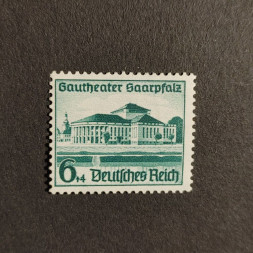 Gautheater Saarpfalz
6+4 Deutsches Reich